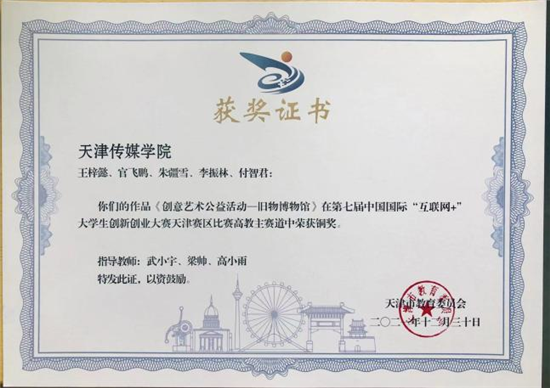 获奖证书
天津传媒学院
王梓懿、官飞鹏、朱疆雪、李振林、付智君：
你们的作品《创意艺术公益活动—旧物博物馆》在第七届中国国际“互联网+”
大学生创新创业大赛天津赛区比赛高教主赛道中荣获铜奖。
指导教师：武小宇、梁帅、高小雨
特发此证，以资鼓励。
天津市教育委员会
二〇二一年十二月三十日